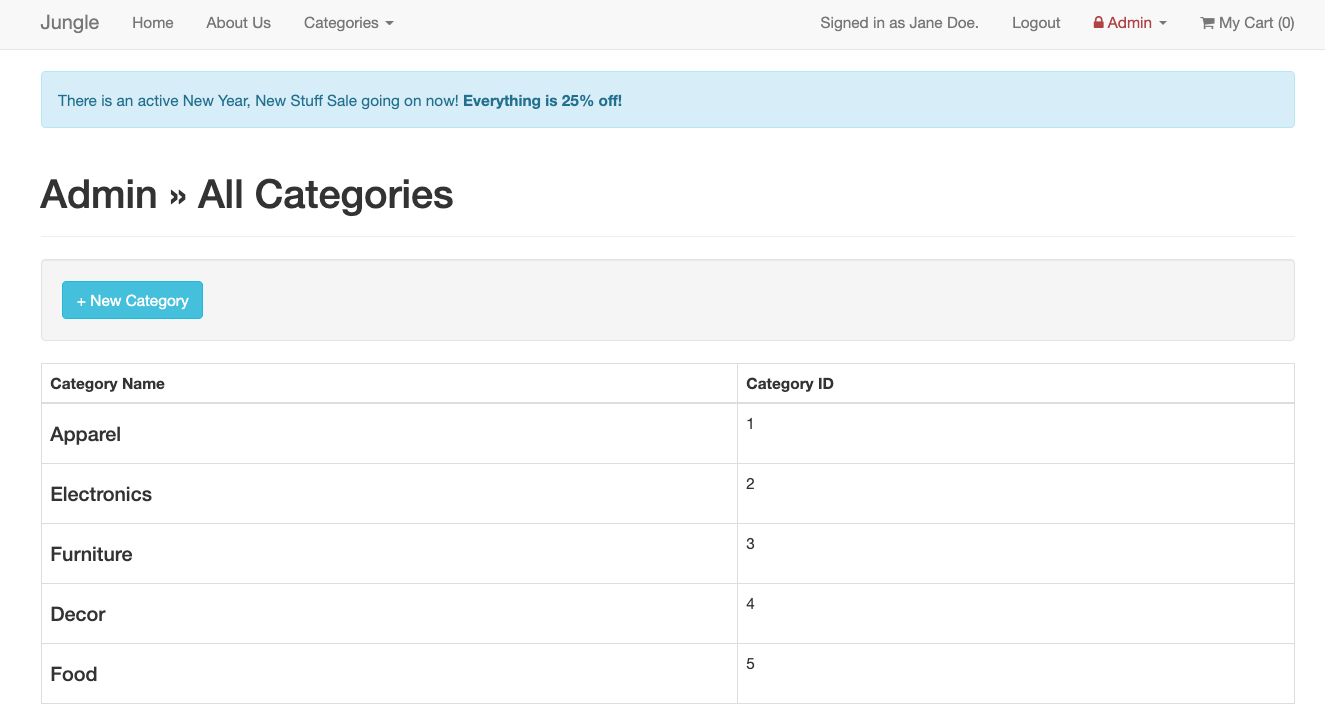 Jungle Home About Us Categories Signed in as Jane Doe. Logout Admin My Cart (0)
There is an active New Year, New Stuff Sale going on now! Everything is 25% off!
Admin » All Categories
+ New Category
Category Name Category ID
Apparel 1
Electronics 2
Furniture 3
Decor 4
Food 5